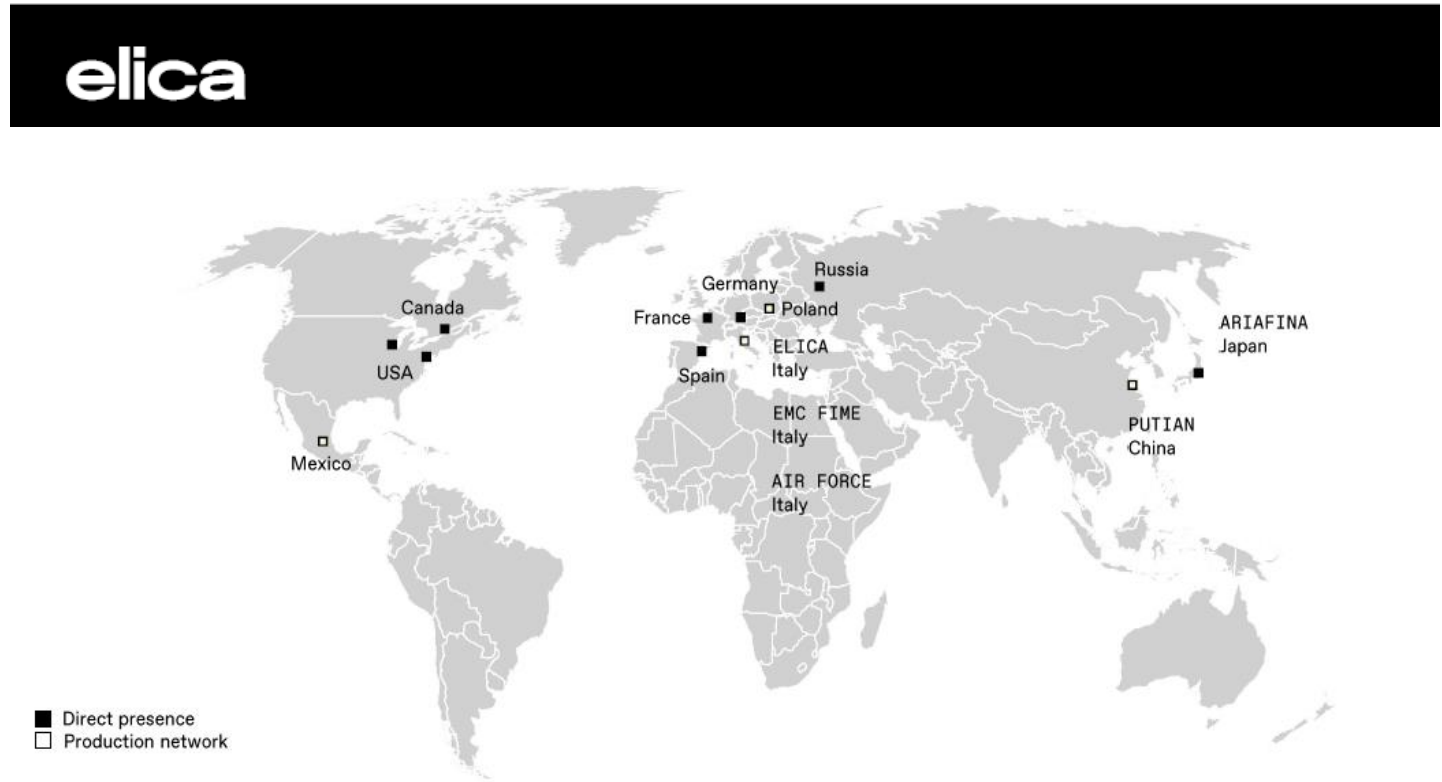 elica
Canada
USA
Mexico
Germany
Russia
France
Poland
Spain
ELICA
Italy
EMC FIME
Italy
AIR FORCE
Italy
ARIAFINA
Japan
PUTIAN
China
Direct presence
Production network